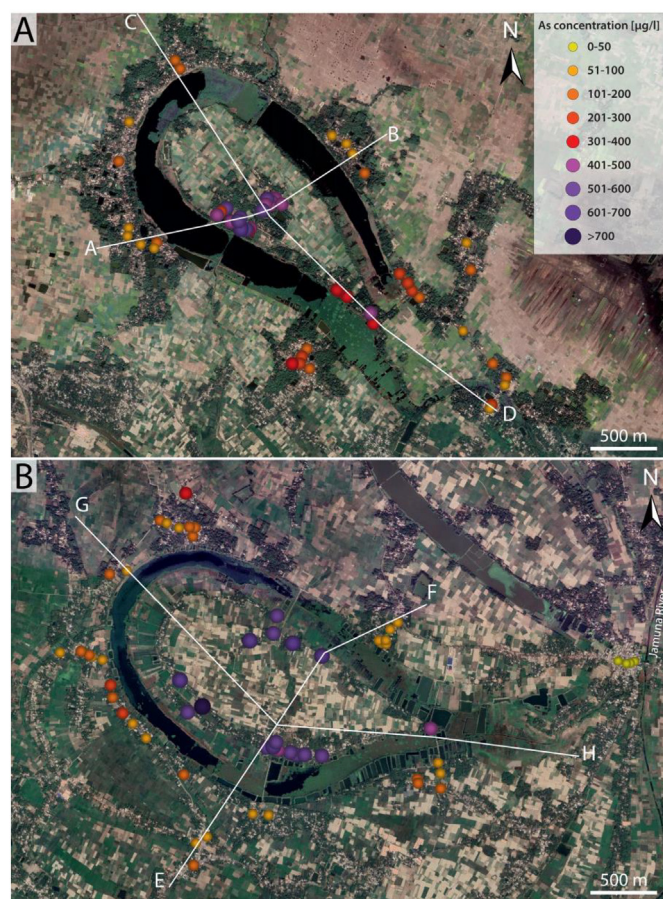 A
C
N
As concentration [µg/l]
0-50
51-100
101-200
201-300
301-400
401-500
501-600
601-700
>700
B
A
D
500 m
B
G
N
F
Jamuna River
H
E
500 m